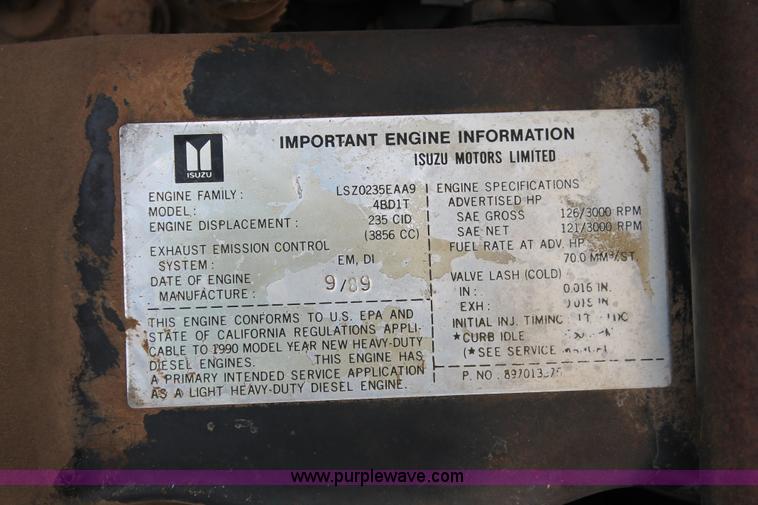 ISUZU
IMPORTANT ENGINE INFORMATION
ISUZU MOTORS LIMITED
ENGINE FAMILY: LSZ0235EAA9
MODEL: 4BD1T
ENGINE DISPLACEMENT: 235 CID
(3856 CC)
EXHAUST EMISSION CONTROL
SYSTEM: EM, DI
DATE OF ENGINE
MANUFACTURE: 9/89
THIS ENGINE CONFORMS TO U.S. EPA AND
STATE OF CALIFORNIA REGULATIONS APPLI-
CABLE TO 1990 MODEL YEAR NEW HEAVY-DUTY
DIESEL ENGINES. THIS ENGINE HAS
A PRIMARY INTENDED SERVICE APPLICATION
AS A LIGHT HEAVY-DUTY DIESEL ENGINE.
ENGINE SPECIFICATIONS
ADVERTISED HP
SAE GROSS 126/3000 RPM
SAE NET 121/3000 RPM
FUEL RATE AT ADV. HP
70.0 MM³/ST.
VALVE LASH (COLD)
IN: 0.016 IN.
EXH: IN
INITIAL INJ. TIMING
★CURB IDLE
(★SEE SERVICE
P. NO.
www.purplewave.com